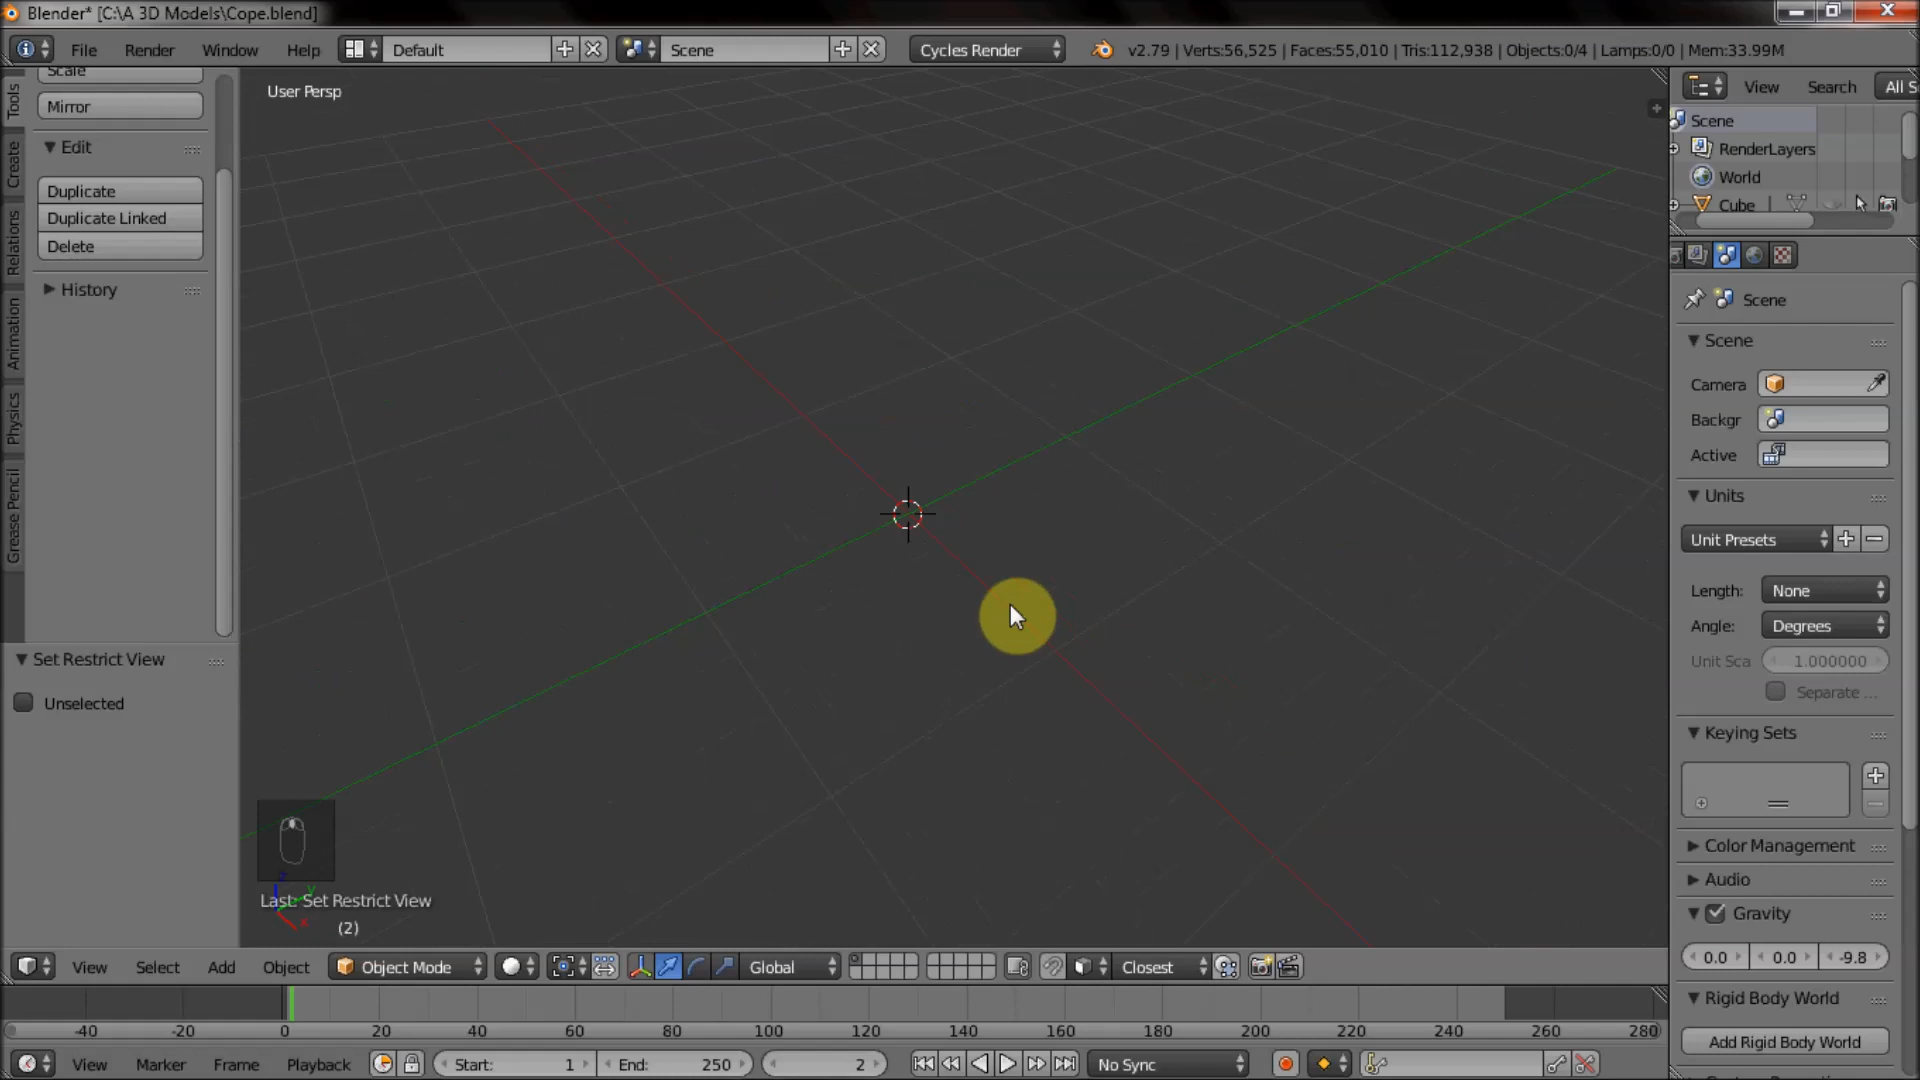 Blender* [C:\A 3D Models\Cope.blend]
File Render Window Help Default Scene Cycles Render v2.79 | Verts:56,525 | Faces:55,010 | Tris:112,938 | Objects:0/4 | Lamps:0/0 | Mem:33.99M
Scale
Mirror
Edit
Duplicate
Duplicate Linked
Delete
History
Tools
Create
Relations
Animation
Physics
Grease Pencil
Set Restrict View
Unselected
User Persp
Last: Set Restrict View
(2)
z
y
x
View Search All S
Scene
RenderLayers
World
Cube
Scene
Scene
Camera
Backgr
Active
Units
Unit Presets
Length: None
Angle: Degrees
Unit Sca 1.000000
Separate ...
Keying Sets
Color Management
Audio
Gravity
0.0 0.0 -9.8
Rigid Body World
Add Rigid Body World
View Select Add Object Object Mode Global Closest
-40 -20 0 20 40 60 80 100 120 140 160 180 200 220 240 260 280
View Marker Frame Playback Start: 1 End: 250 2 No Sync